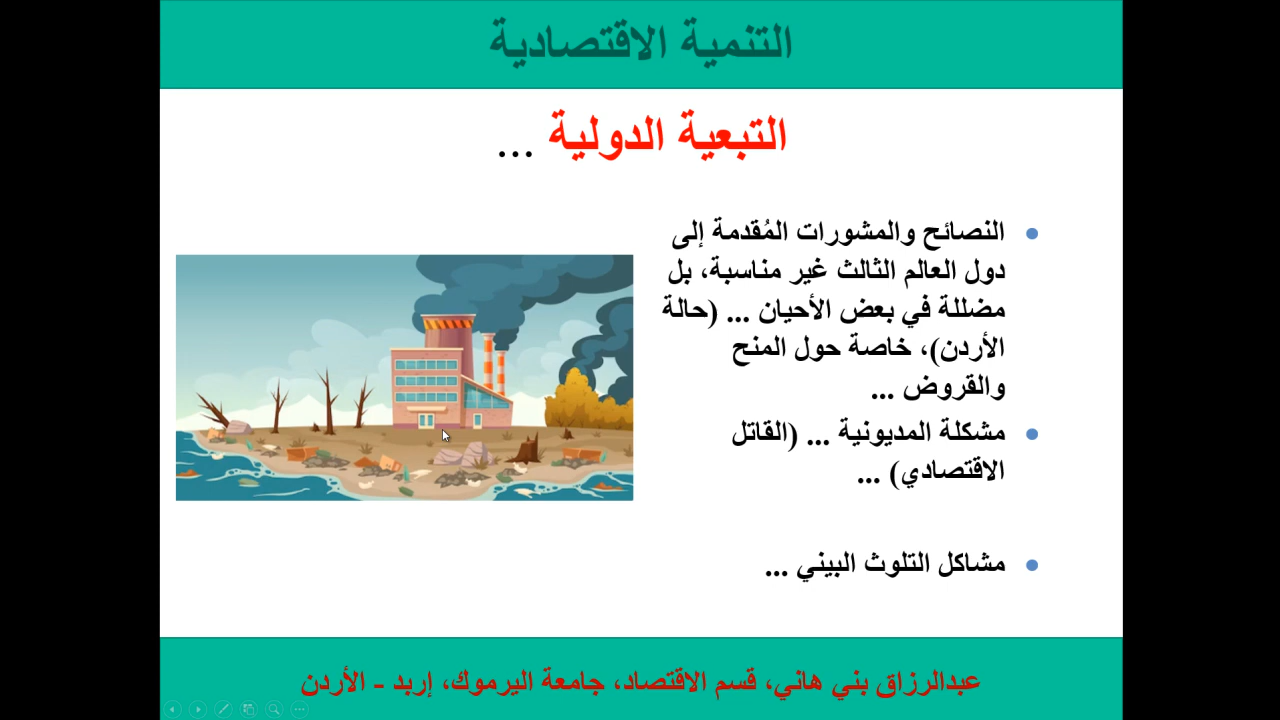 التنمية الاقتصادية
التبعية الدولية ...
• النصائح والمشورات المُقدمة إلى
دول العالم الثالث غير مناسبة، بل
مضللة في بعض الأحيان ... (حالة
الأردن)، خاصة حول المنح
والقروض ...
• مشكلة المديونية ... (القاتل
الاقتصادي) ...
• مشاكل التلوث البيئي ...
عبدالرزاق بني هاني، قسم الاقتصاد، جامعة اليرموك، إربد - الأردن